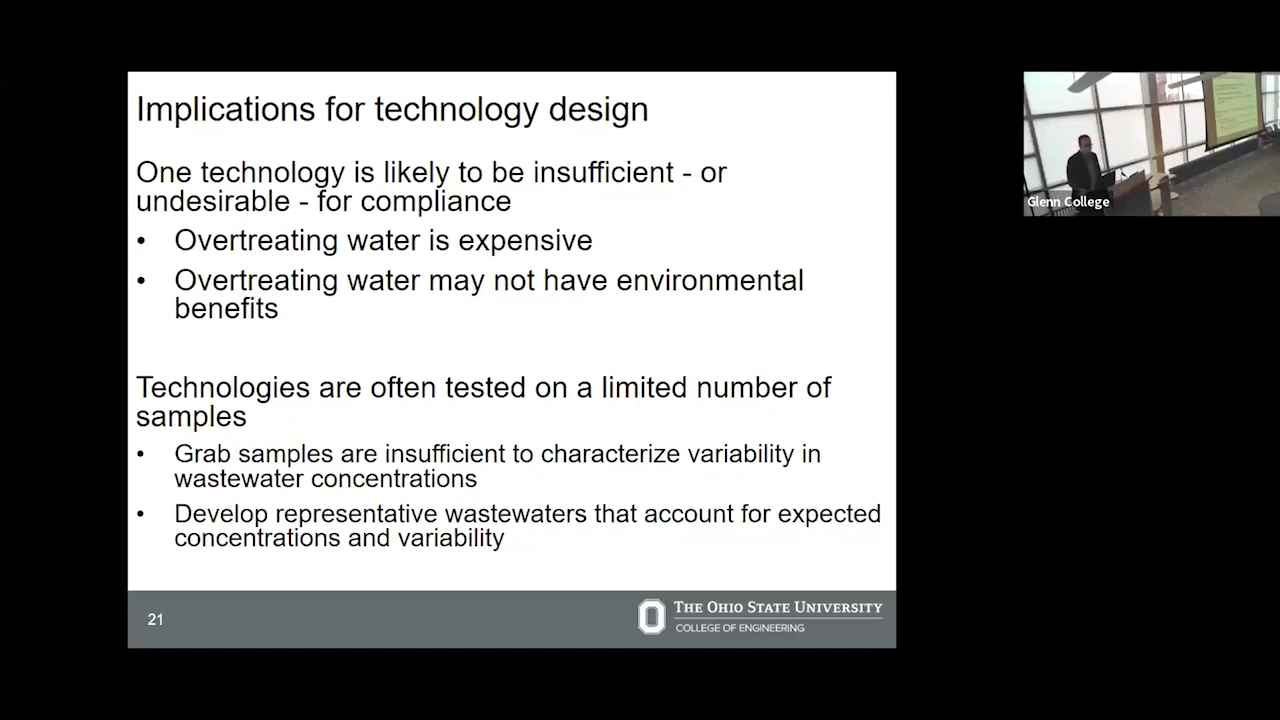 Implications for technology design
One technology is likely to be insufficient - or
undesirable - for compliance
• Overtreating water is expensive
• Overtreating water may not have environmental
benefits
Technologies are often tested on a limited number of
samples
• Grab samples are insufficient to characterize variability in
wastewater concentrations
• Develop representative wastewaters that account for expected
concentrations and variability
21
THE OHIO STATE UNIVERSITY
COLLEGE OF ENGINEERING
Glenn College